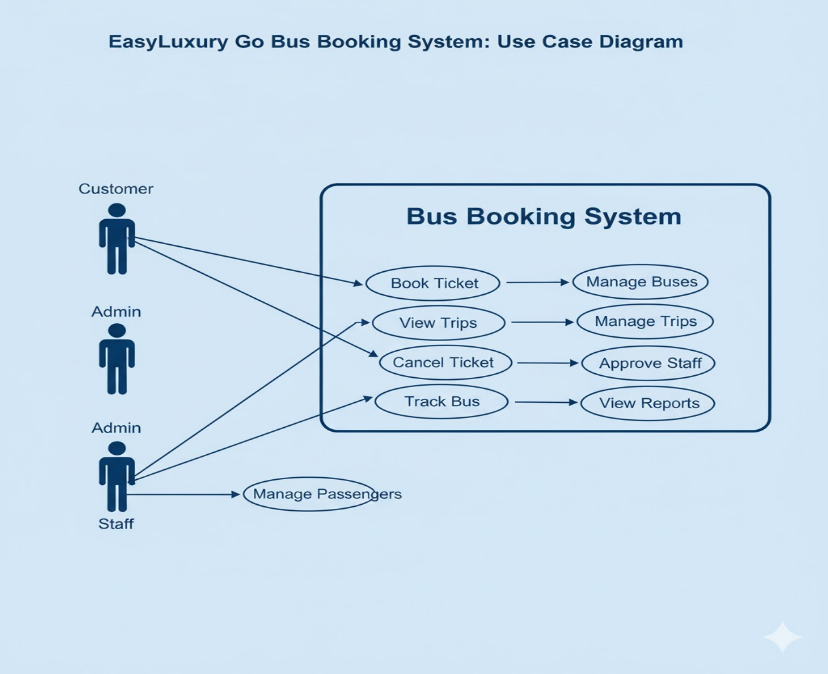 EasyLuxury Go Bus Booking System: Use Case Diagram
Customer
Bus Booking System
Book Ticket
Manage Buses
Admin
View Trips
Manage Trips
Cancel Ticket
Approve Staff
Track Bus
View Reports
Admin
Manage Passengers
Staff